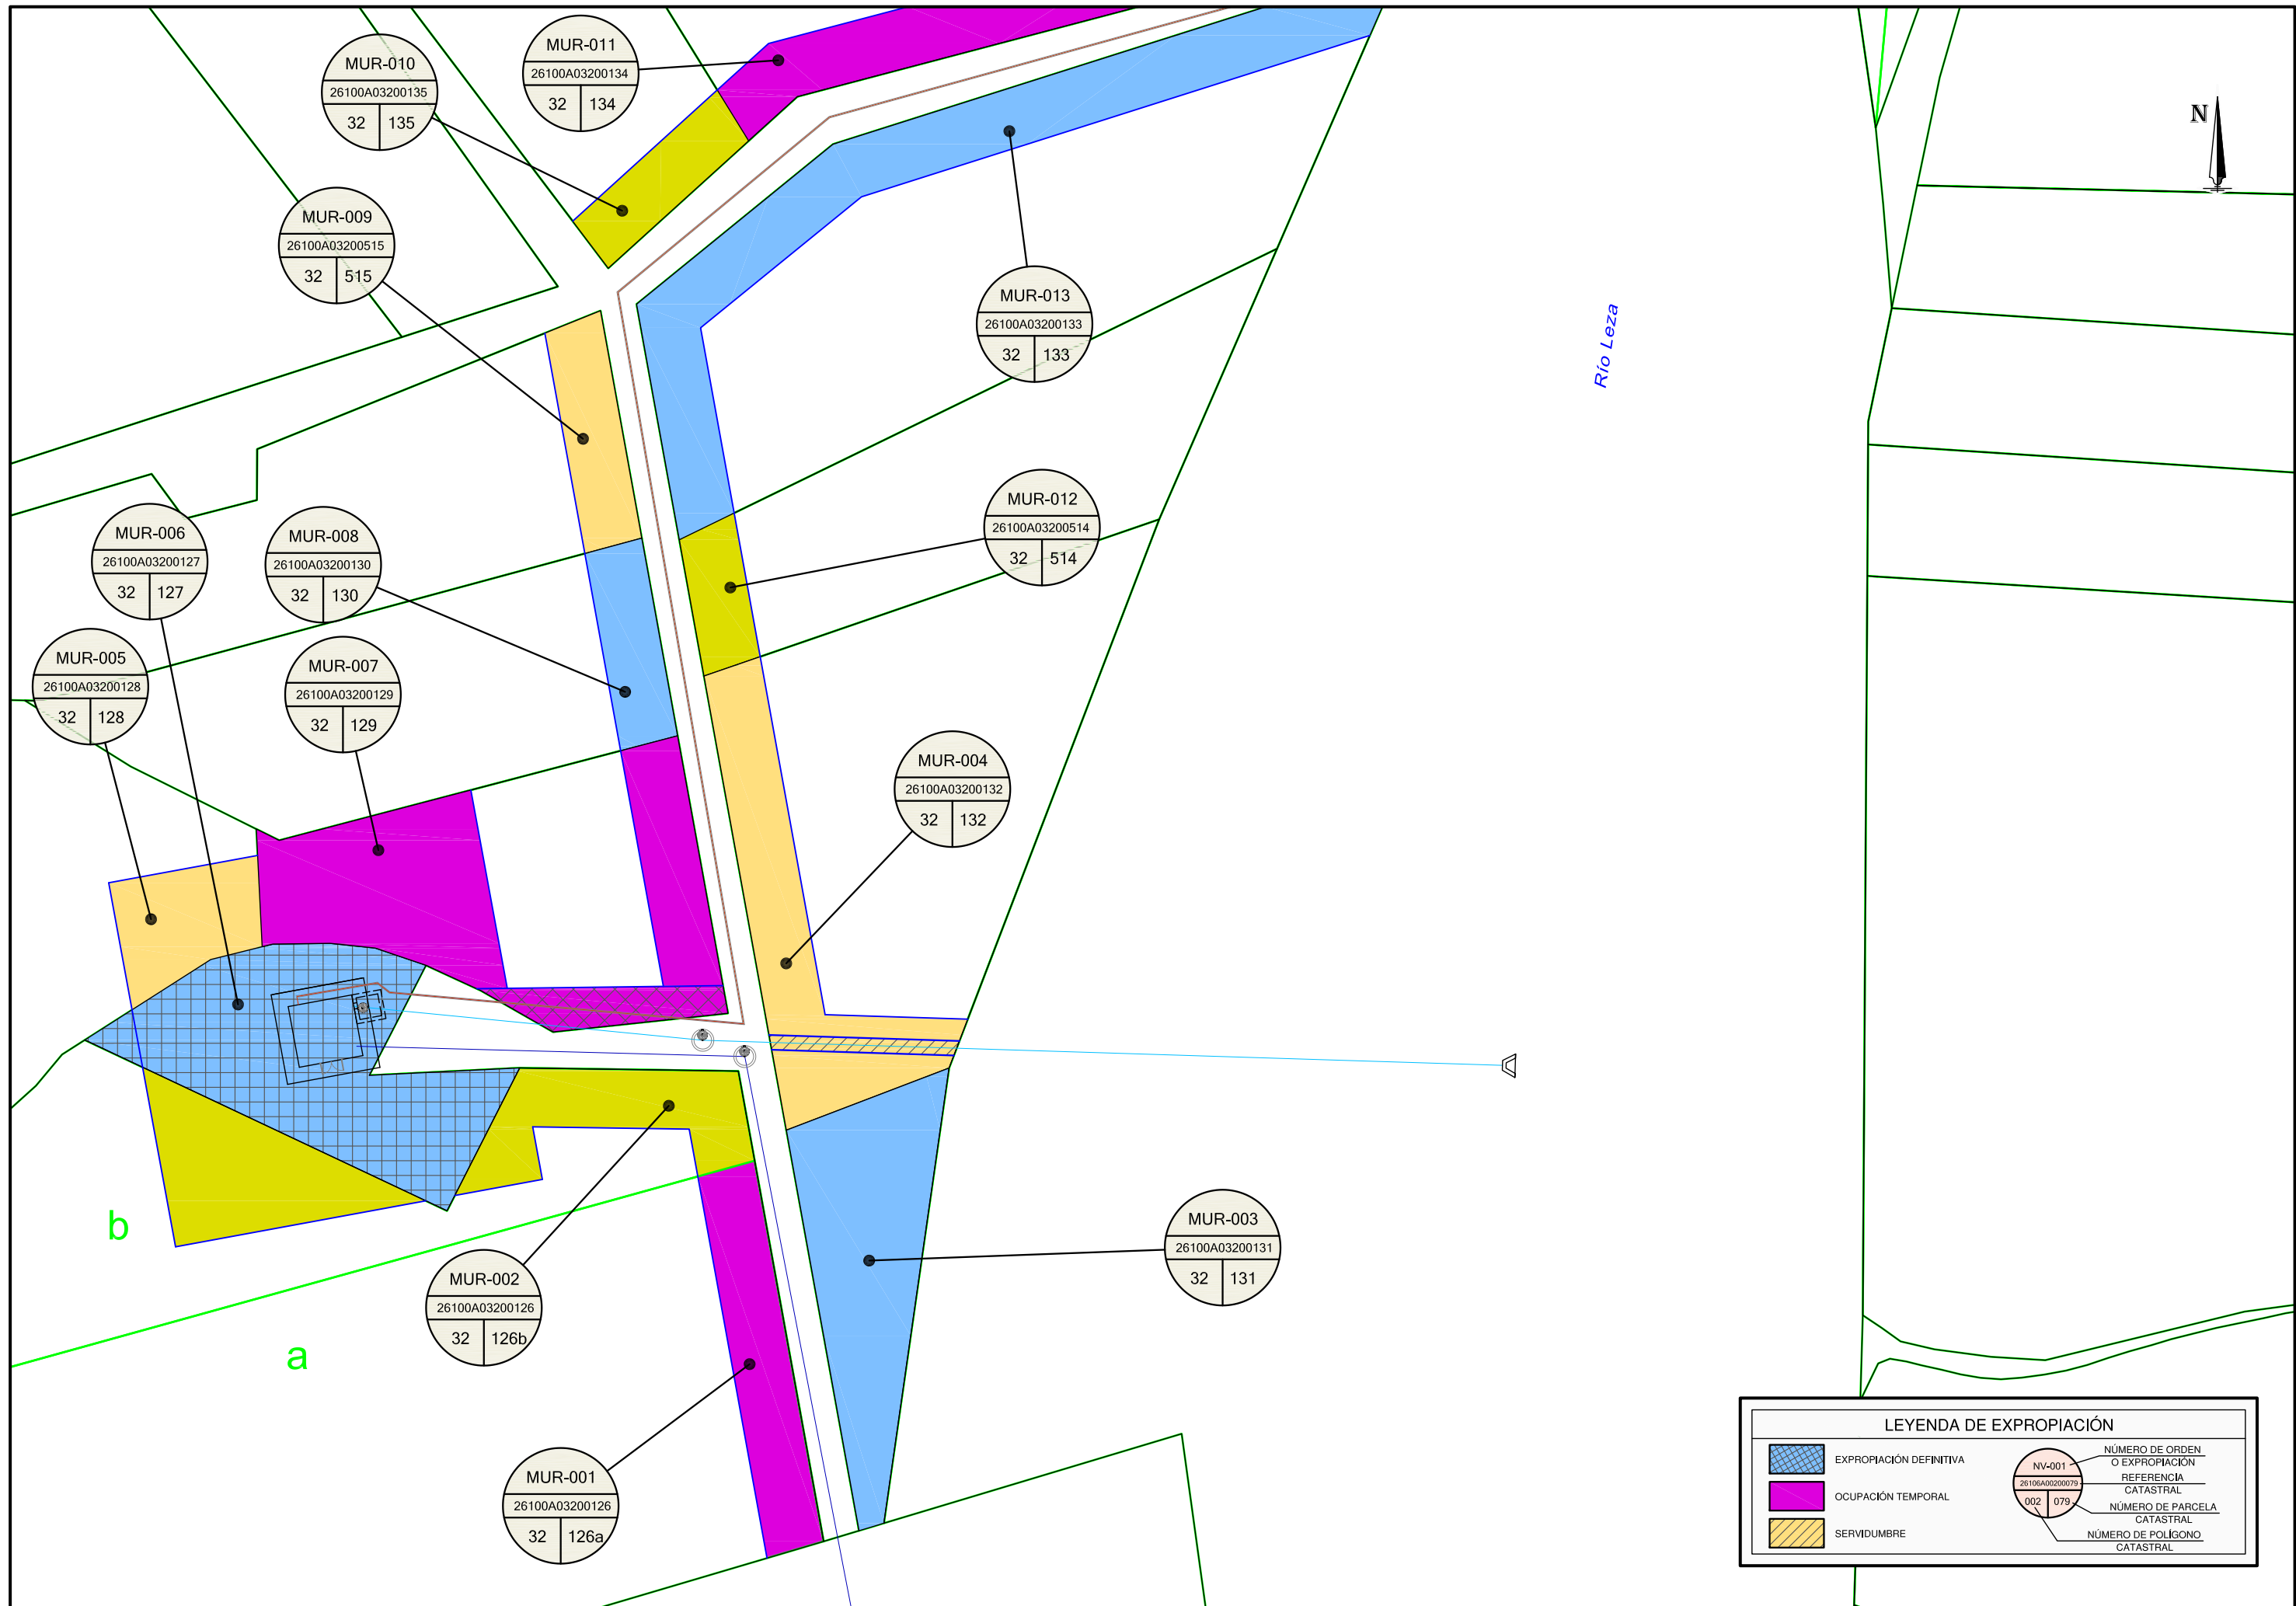 MUR-011
26100A03200134
32 134
MUR-010
26100A03200135
32 135
N
MUR-009
26100A03200515
32 515
MUR-013
26100A03200133
32 133
Río Leza
MUR-012
26100A03200514
32 514
MUR-006
26100A03200127
32 127
MUR-008
26100A03200130
32 130
MUR-005
26100A03200128
32 128
MUR-007
26100A03200129
32 129
MUR-004
26100A03200132
32 132
b
MUR-003
26100A03200131
32 131
MUR-002
26100A03200126
32 126b
a
MUR-001
26100A03200126
32 126a
LEYENDA DE EXPROPIACIÓN
EXPROPIACIÓN DEFINITIVA
OCUPACIÓN TEMPORAL
SERVIDUMBRE
NV-001
26106A00200079
002 079
NÚMERO DE ORDEN
O EXPROPIACIÓN
REFERENCIA
CATASTRAL
NÚMERO DE PARCELA
CATASTRAL
NÚMERO DE POLÍGONO
CATASTRAL